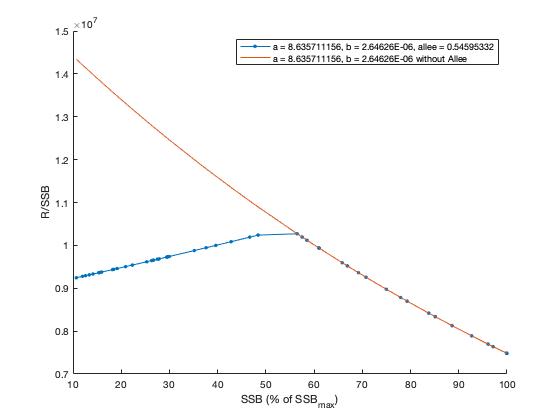 ×10⁷
a = 8.635711156, b = 2.64626E-06, allee = 0.54595332
a = 8.635711156, b = 2.64626E-06 without Allee
1.5
1.4
1.3
1.2
1.1
1
0.9
0.8
0.7
R/SSB
10 20 30 40 50 60 70 80 90 100
SSB (% of SSBmax)